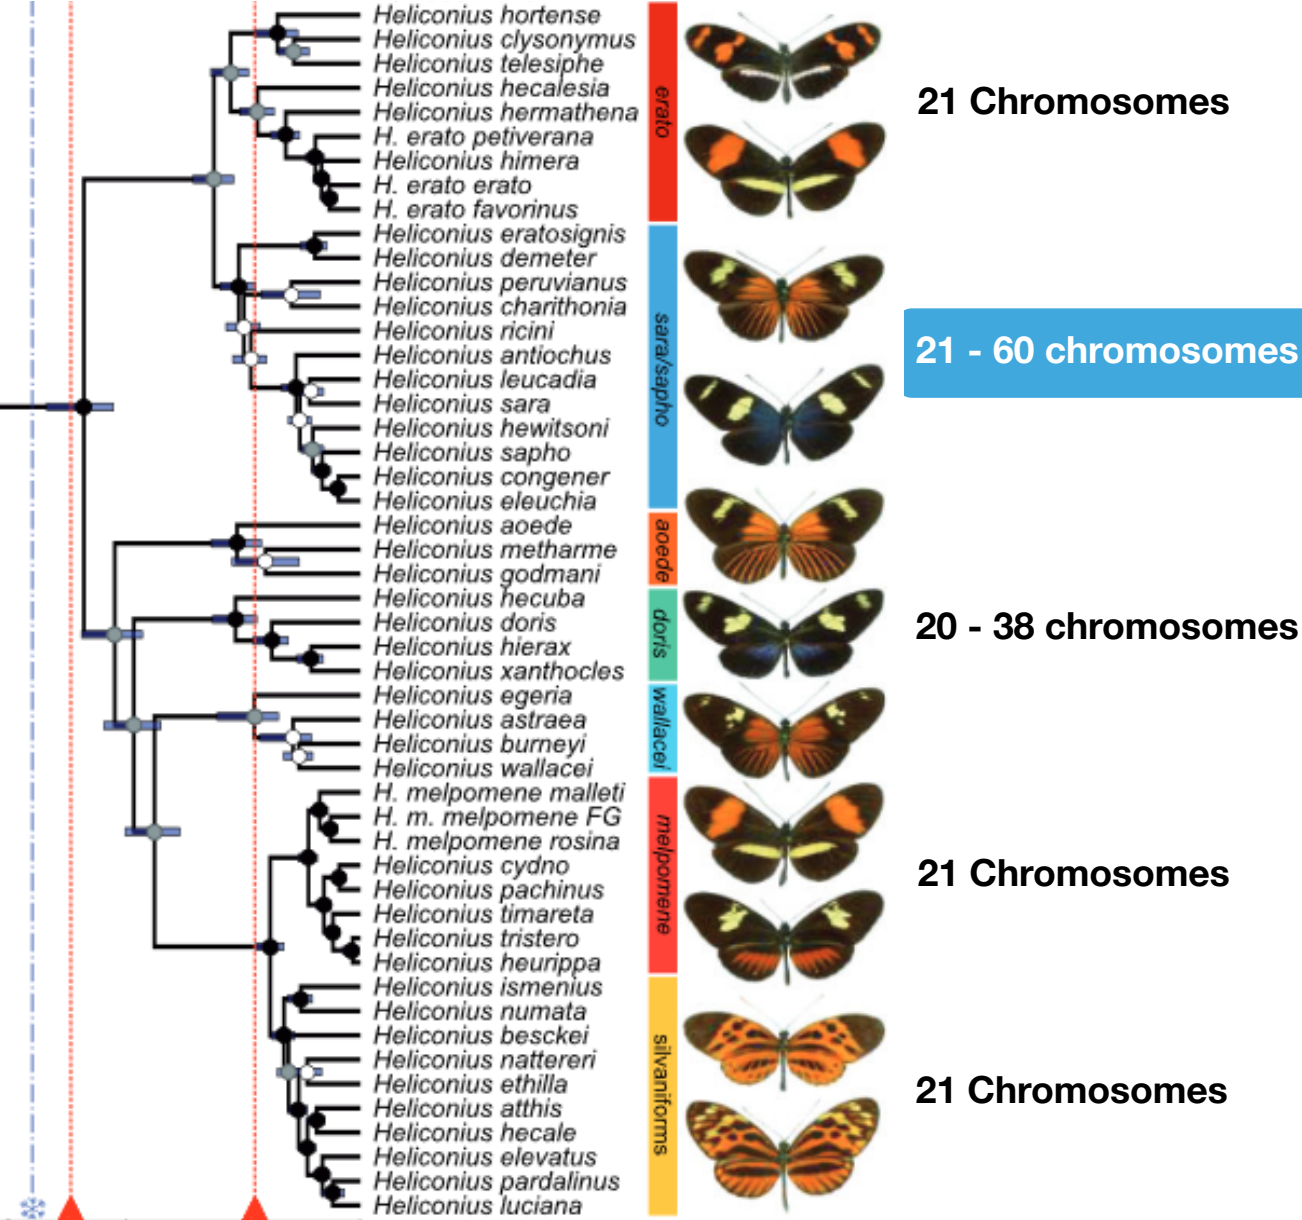 Heliconius hortense
Heliconius clysonymus
Heliconius telesiphe
Heliconius hecalesia
Heliconius hermathena
H. erato petiverana
Heliconius himera
H. erato erato
H. erato favorinus
Heliconius eratosignis
Heliconius demeter
Heliconius peruvianus
Heliconius charithonia
Heliconius ricini
Heliconius antiochus
Heliconius leucadia
Heliconius sara
Heliconius hewitsoni
Heliconius sapho
Heliconius congener
Heliconius eleuchia
Heliconius aoede
Heliconius metharme
Heliconius godmani
Heliconius hecuba
Heliconius doris
Heliconius hierax
Heliconius xanthocles
Heliconius egeria
Heliconius astraea
Heliconius burneyi
Heliconius wallacei
H. melpomene malleti
H. m. melpomene FG
H. melpomene rosina
Heliconius cydno
Heliconius pachinus
Heliconius timareta
Heliconius tristero
Heliconius heurippa
Heliconius ismenius
Heliconius numata
Heliconius besckei
Heliconius nattereri
Heliconius ethilla
Heliconius atthis
Heliconius hecale
Heliconius elevatus
Heliconius pardalinus
Heliconius luciana
erato
sara/sapho
aoede
doris
wallacei
melpomene
silvaniforms
21 Chromosomes
21 - 60 chromosomes
20 - 38 chromosomes
21 Chromosomes
21 Chromosomes